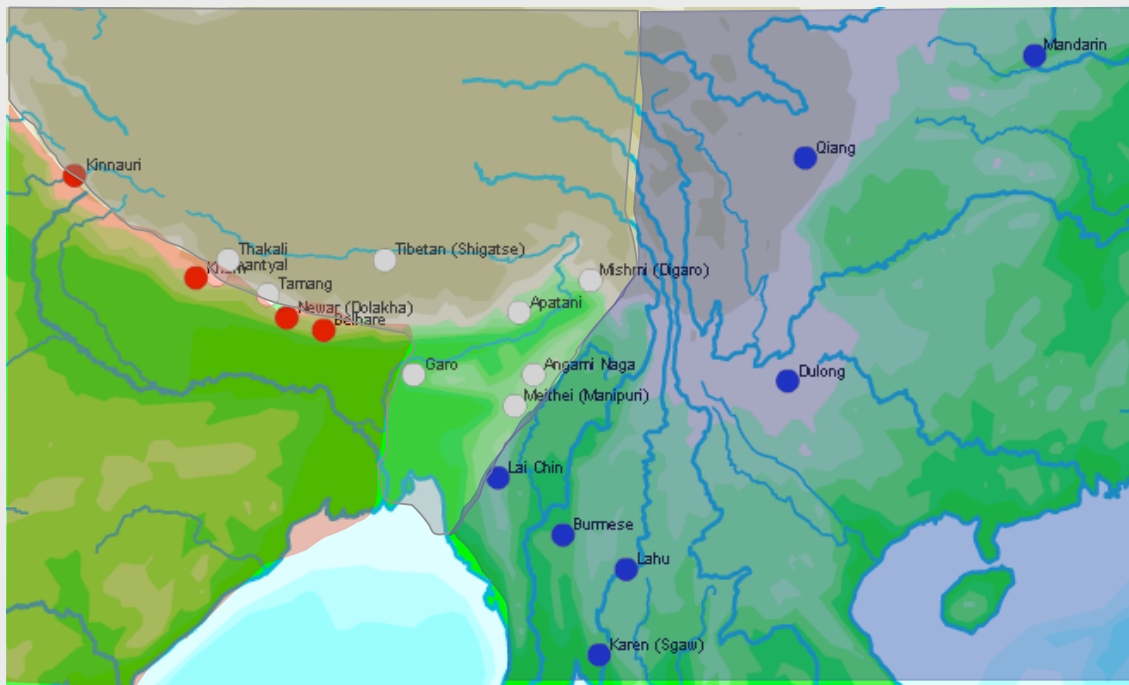 Mandarin
Qiang
Kinnauri
Thakali
Tibetan (Shigatse)
Mishmi (Digaro)
Tamang
Newar (Dolakha)
Apatani
Belhare
Garo
Angami Naga
Dulong
Meithei (Manipuri)
Lai Chin
Burmese
Lahu
Karen (Sgaw)